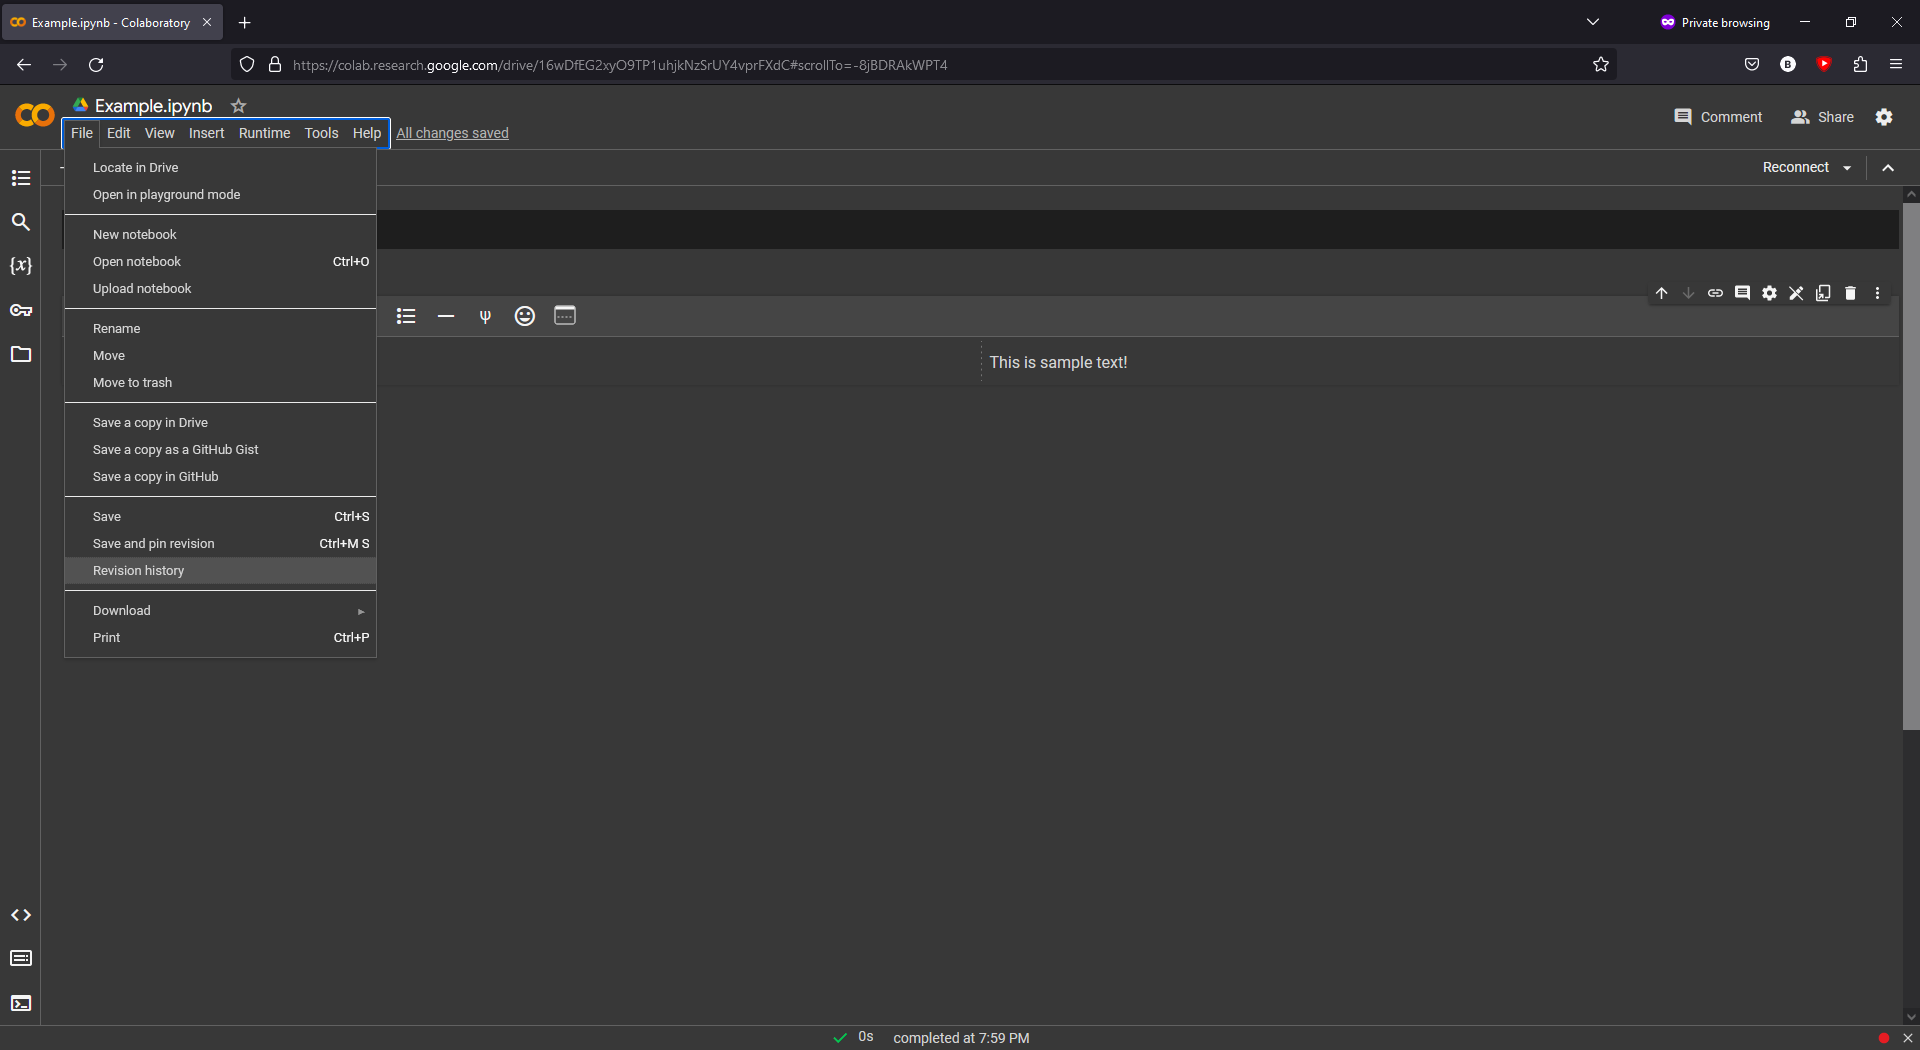 Example.ipynb - Colaboratory
Private browsing
https://colab.research.google.com/drive/16wDfEG2xyO9TP1uhjkNzSrUY4vprFXdC#scrollTo=-8jBDRAkWPT4
Example.ipynb
File Edit View Insert Runtime Tools Help All changes saved
Comment Share
Reconnect
Locate in Drive
Open in playground mode
New notebook
Open notebook Ctrl+O
Upload notebook
Rename
Move
Move to trash
Save a copy in Drive
Save a copy as a GitHub Gist
Save a copy in GitHub
Save Ctrl+S
Save and pin revision Ctrl+M S
Revision history
Download
Print Ctrl+P
{x}
ψ
This is sample text!
0s completed at 7:59 PM